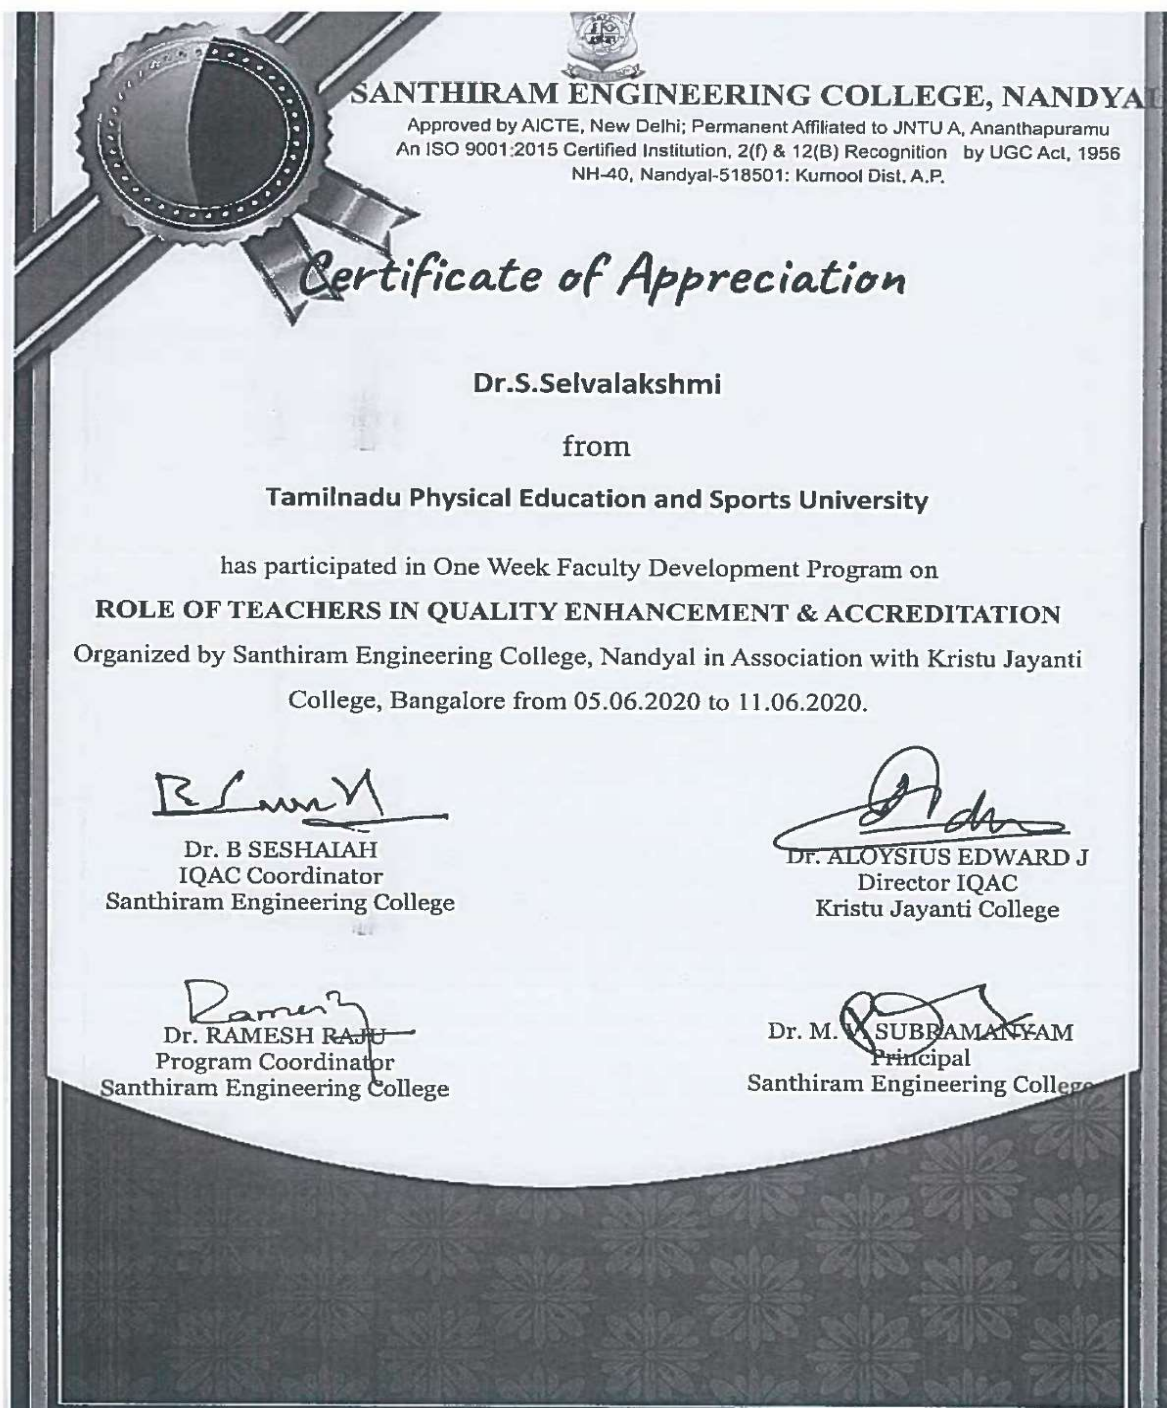 SANTHIRAM ENGINEERING COLLEGE, NANDYAL
Approved by AICTE, New Delhi; Permanent Affiliated to JNTU A, Ananthapuramu
An ISO 9001:2015 Certified Institution, 2(f) & 12(B) Recognition by UGC Act, 1956
NH-40, Nandyal-518501: Kurnool Dist. A.P.
Certificate of Appreciation
Dr.S.Selvalakshmi
from
Tamilnadu Physical Education and Sports University
has participated in One Week Faculty Development Program on
ROLE OF TEACHERS IN QUALITY ENHANCEMENT & ACCREDITATION
Organized by Santhiram Engineering College, Nandyal in Association with Kristu Jayanti
College, Bangalore from 05.06.2020 to 11.06.2020.
Dr. B SESHAIAH
IQAC Coordinator
Santhiram Engineering College
Dr. ALOYSIUS EDWARD J
Director IQAC
Kristu Jayanti College
Dr. RAMESH RAJU
Program Coordinator
Santhiram Engineering College
Dr. M. V SUBRAMANYAM
Principal
Santhiram Engineering College